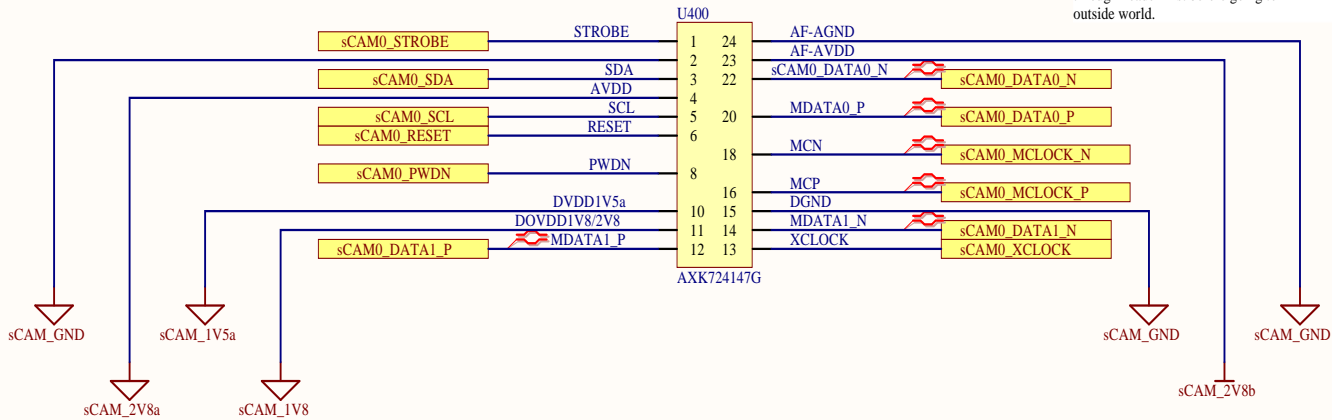 outside world.
U400
sCAM0_STROBE STROBE 1 24 AF-AGND
2 23 AF-AVDD
sCAM0_SDA SDA 3 22 sCAM0_DATA0_N sCAM0_DATA0_N
AVDD 4
sCAM0_SCL SCL 5 20 MDATA0_P sCAM0_DATA0_P
sCAM0_RESET RESET 6
18 MCN sCAM0_MCLOCK_N
sCAM0_PWDN PWDN 8
16 MCP sCAM0_MCLOCK_P
DVDD1V5a 10 15 DGND
DOVDD1V8/2V8 11 14 MDATA1_N sCAM0_DATA1_N
sCAM0_DATA1_P MDATA1_P 12 13 XCLOCK sCAM0_XCLOCK
AXK724147G
sCAM_GND sCAM_1V5a sCAM_GND sCAM_GND
sCAM_2V8a sCAM_1V8 sCAM_2V8b